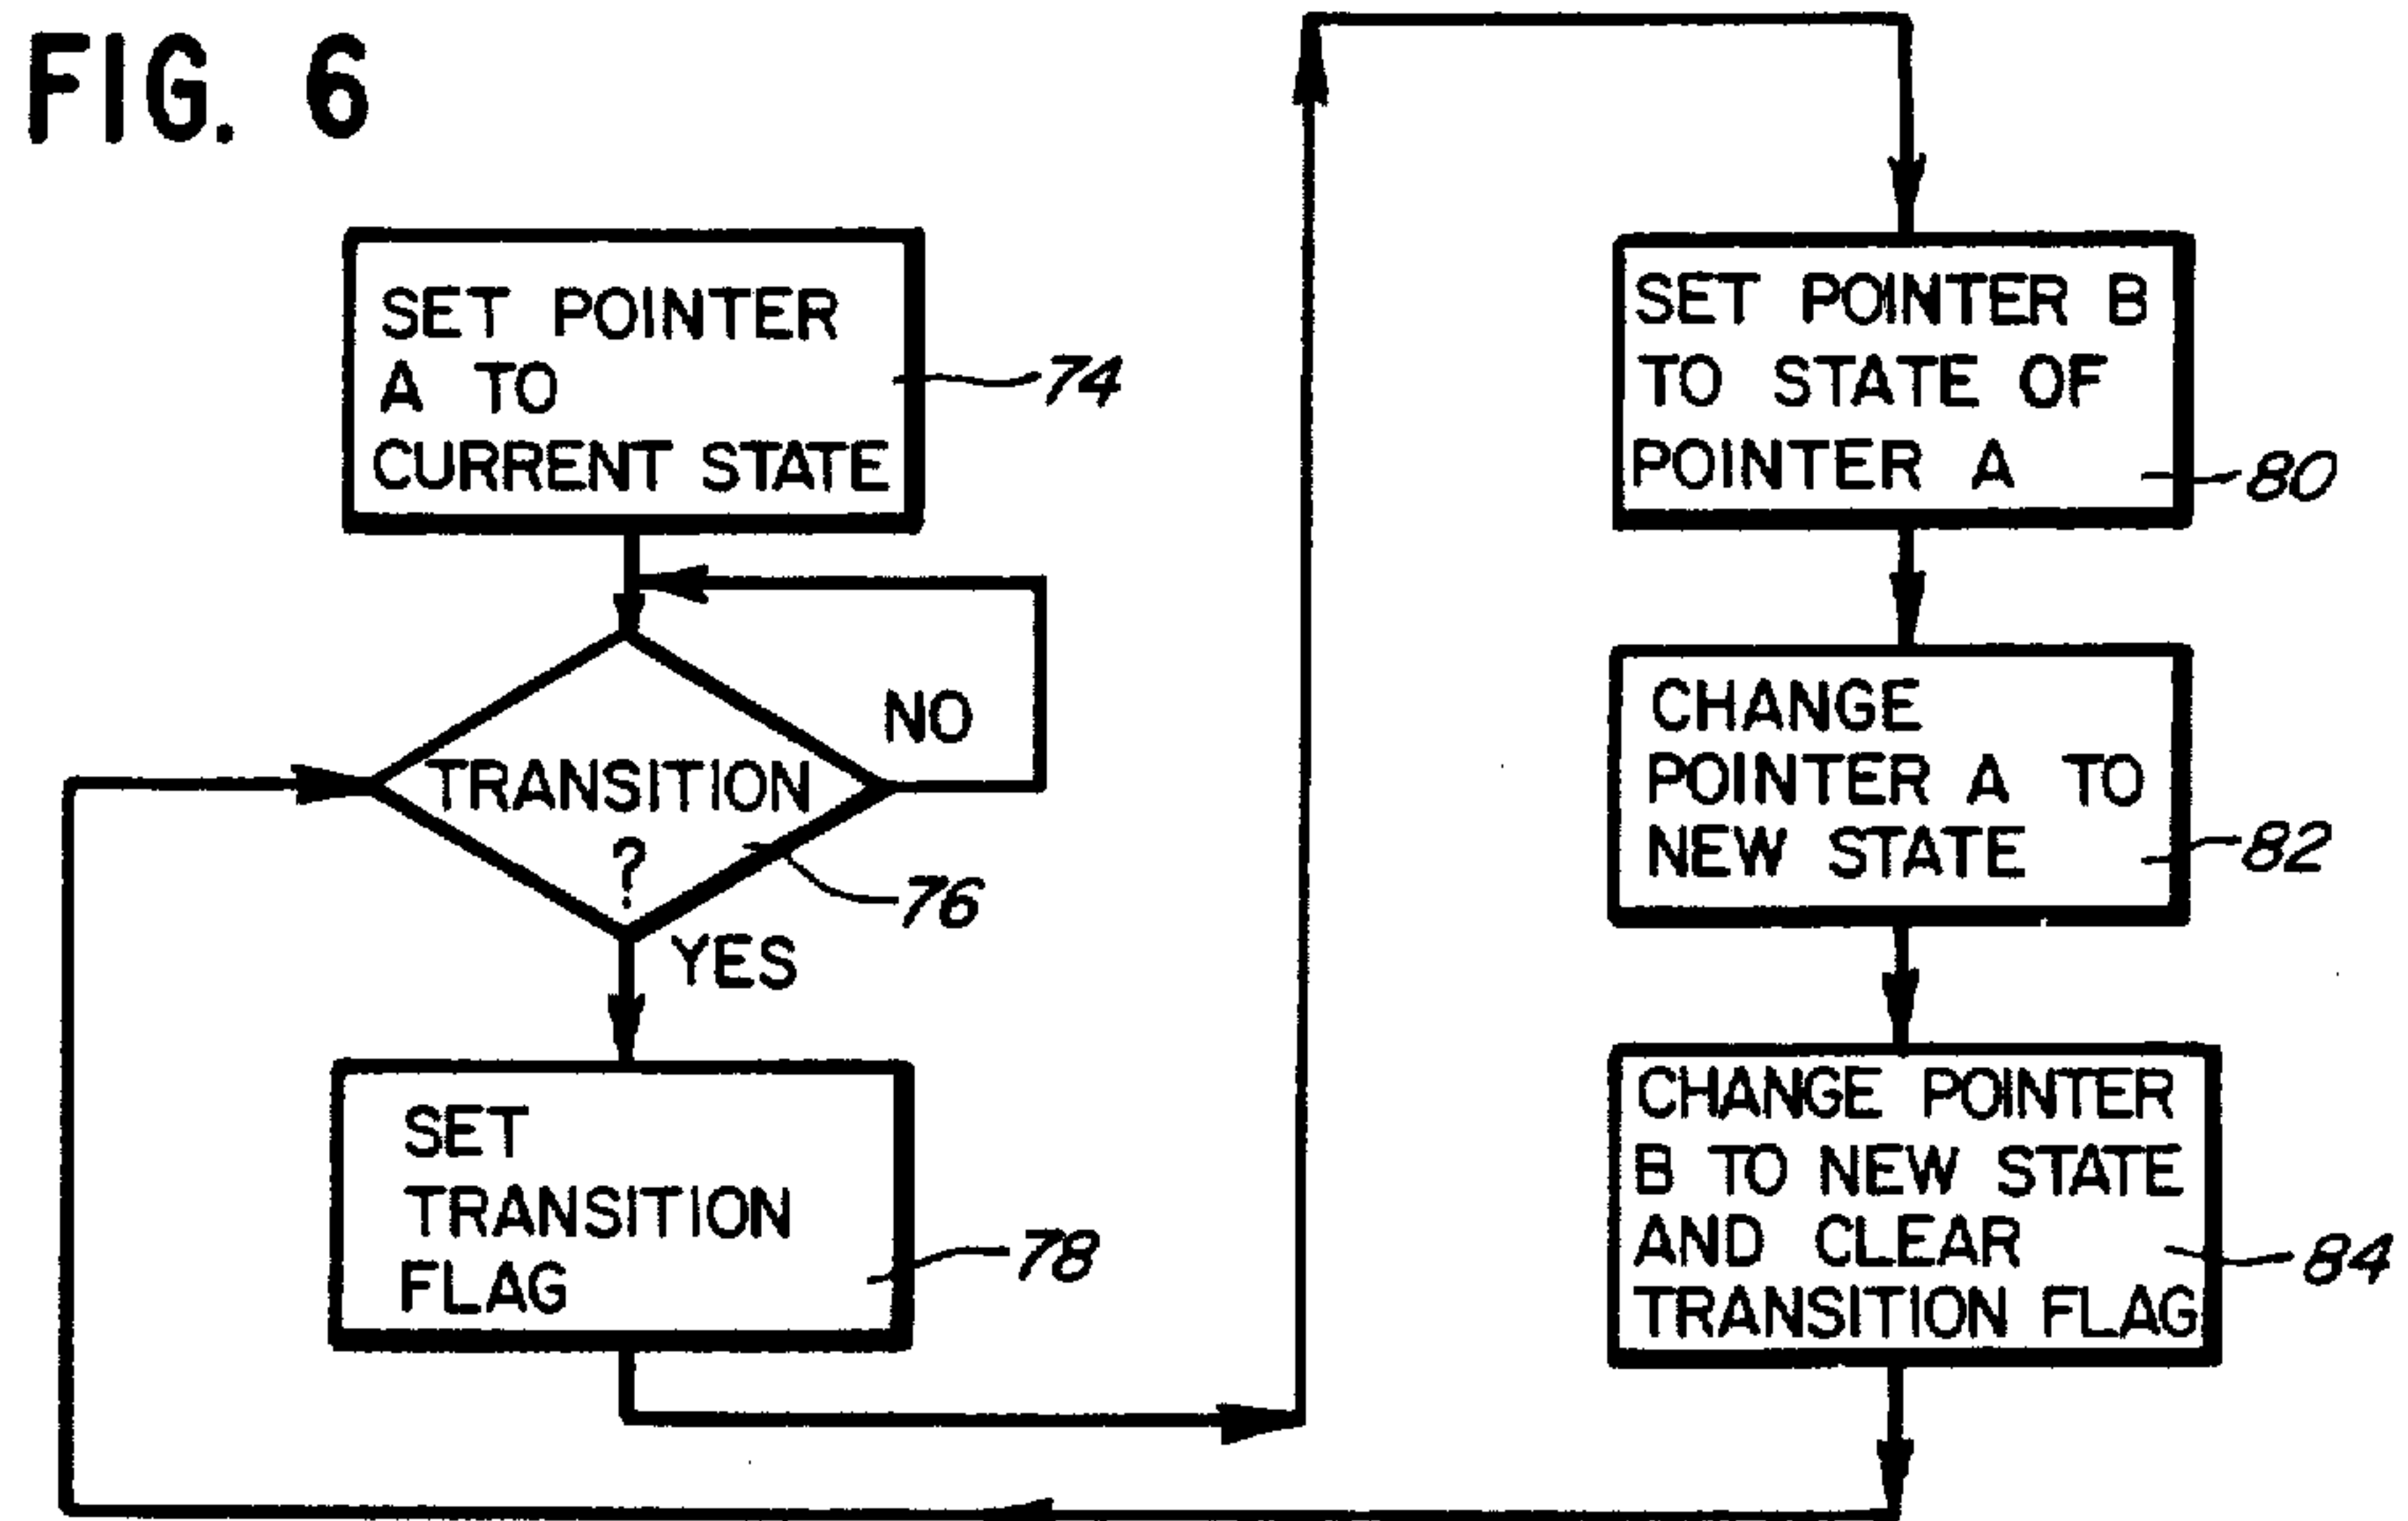 FIG. 6
SET POINTER
A TO
CURRENT STATE
74
NO
TRANSITION
?
76
YES
SET
TRANSITION
FLAG
78
SET POINTER B
TO STATE OF
POINTER A
80
CHANGE
POINTER A TO
NEW STATE
82
CHANGE POINTER
B TO NEW STATE
AND CLEAR
TRANSITION FLAG
84